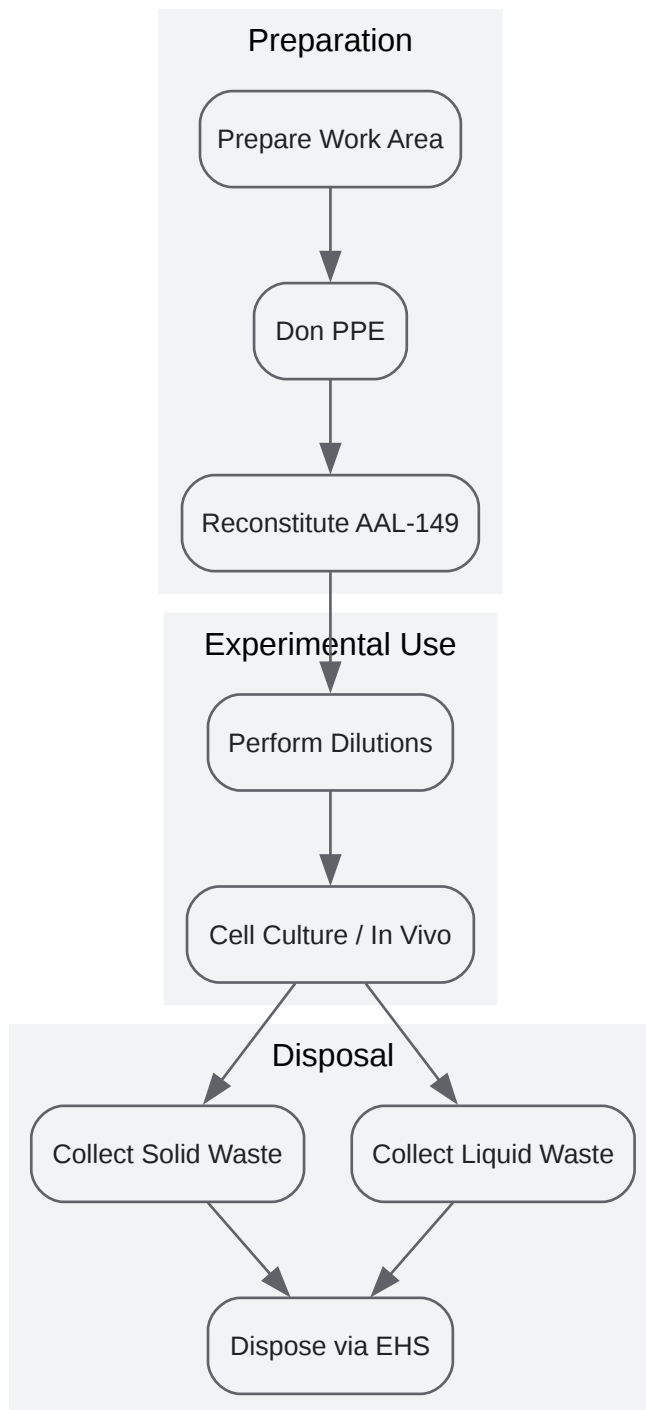 Preparation
Prepare Work Area
Don PPE
Reconstitute AAL-149
Experimental Use
Perform Dilutions
Cell Culture / In Vivo
Disposal
Collect Solid Waste
Collect Liquid Waste
Dispose via EHS